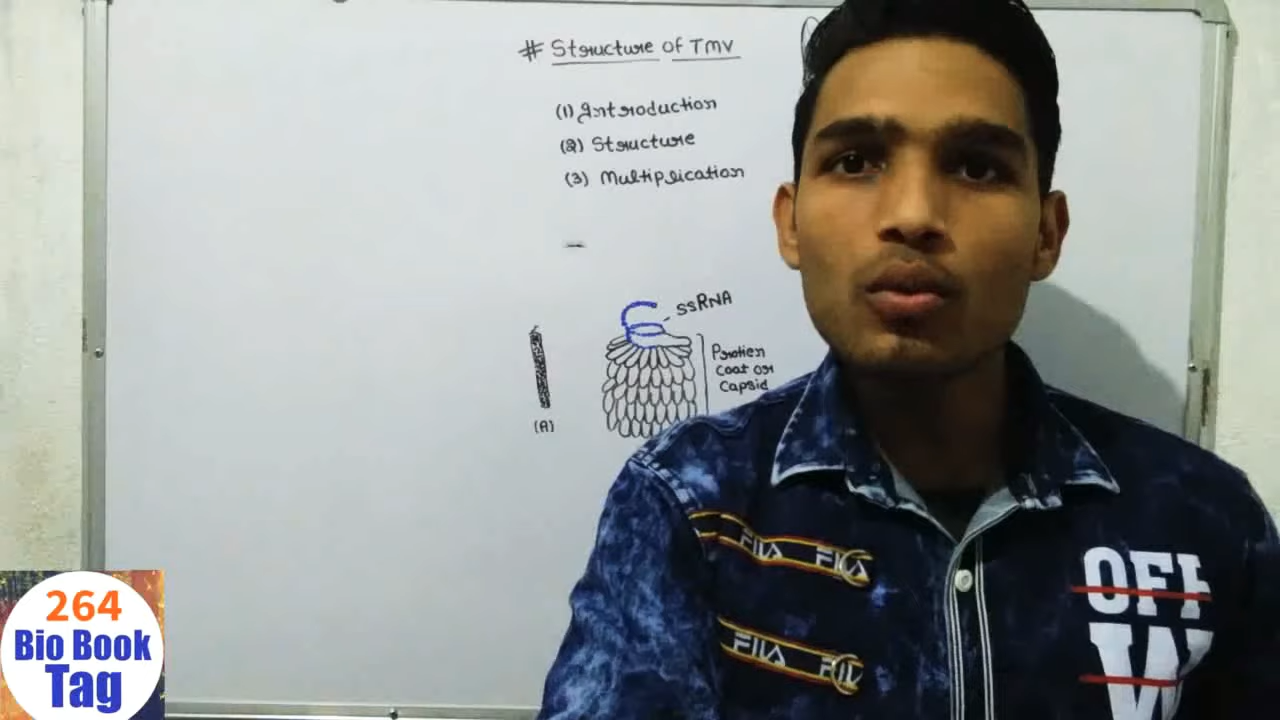 # Structure of TMV
(1) Introduction
(2) Structure
(3) Multiplication
ssRNA
Protien
coat or
capsid
(A)
FILA FILA
FILA FIL
OFF
W
264
Bio Book
Tag